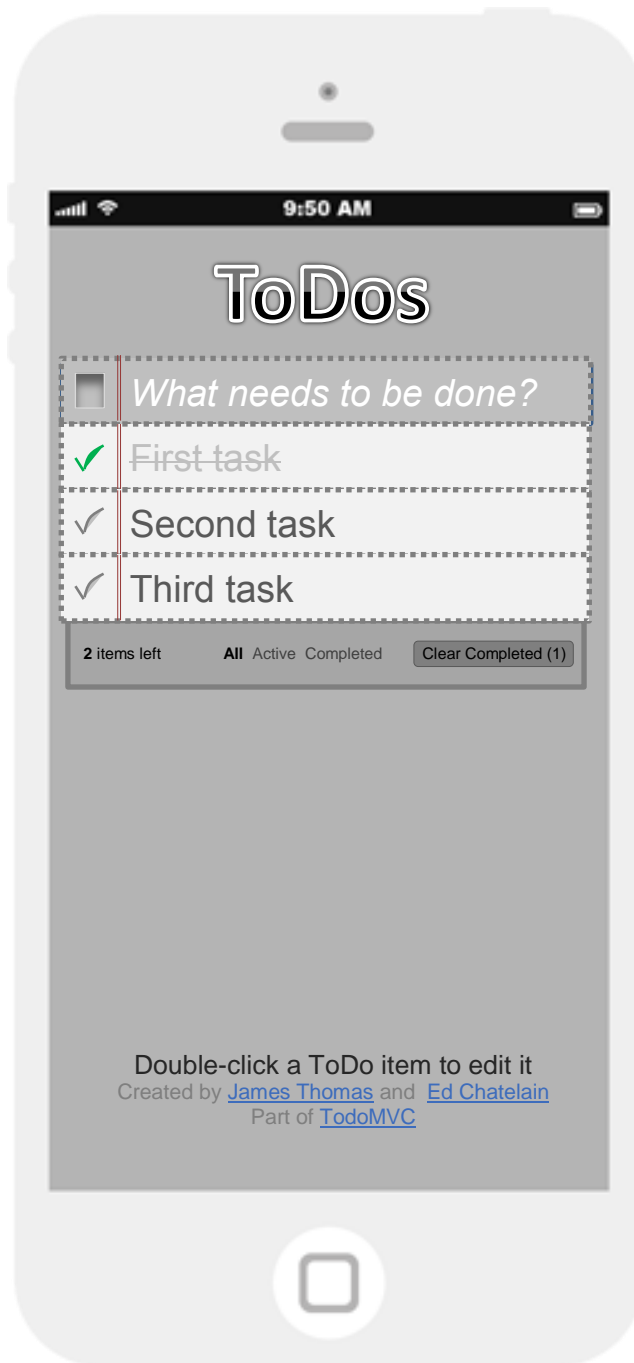 9:50 AM
ToDos
What needs to be done?
First task
Second task
Third task
2 items left All Active Completed Clear Completed (1)
Double-click a ToDo item to edit it
Created by James Thomas and Ed Chatelain
Part of TodoMVC